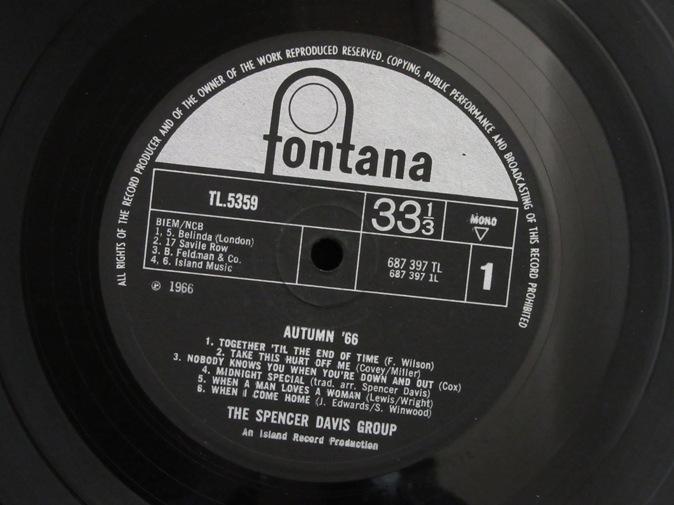 ALL RIGHTS OF THE RECORD PRODUCER AND OF THE OWNER OF THE WORK REPRODUCED RESERVED. COPYING, PUBLIC PERFORMANCE AND BROADCASTING OF THIS RECORD PROHIBITED
fontana
TL.5359
33⅓
MONO
BIEM/NCB
1. 5. Belinda (London)
2. 17 Savile Row
3. B. Feldman & Co.
4, 6. Island Music
687 397 TL
687 397 1L
1
℗ 1966
AUTUMN '66
1. TOGETHER 'TIL THE END OF TIME (F. Wilson)
2. TAKE THIS HURT OFF ME (Covey/Miller)
3. NOBODY KNOWS YOU WHEN YOU'RE DOWN AND OUT (Cox)
4. MIDNIGHT SPECIAL (trad. arr. Spencer Davis)
5. WHEN A MAN LOVES A WOMAN (Lewis/Wright)
6. WHEN I COME HOME (J. Edwards/S. Winwood)
THE SPENCER DAVIS GROUP
An Island Record Production